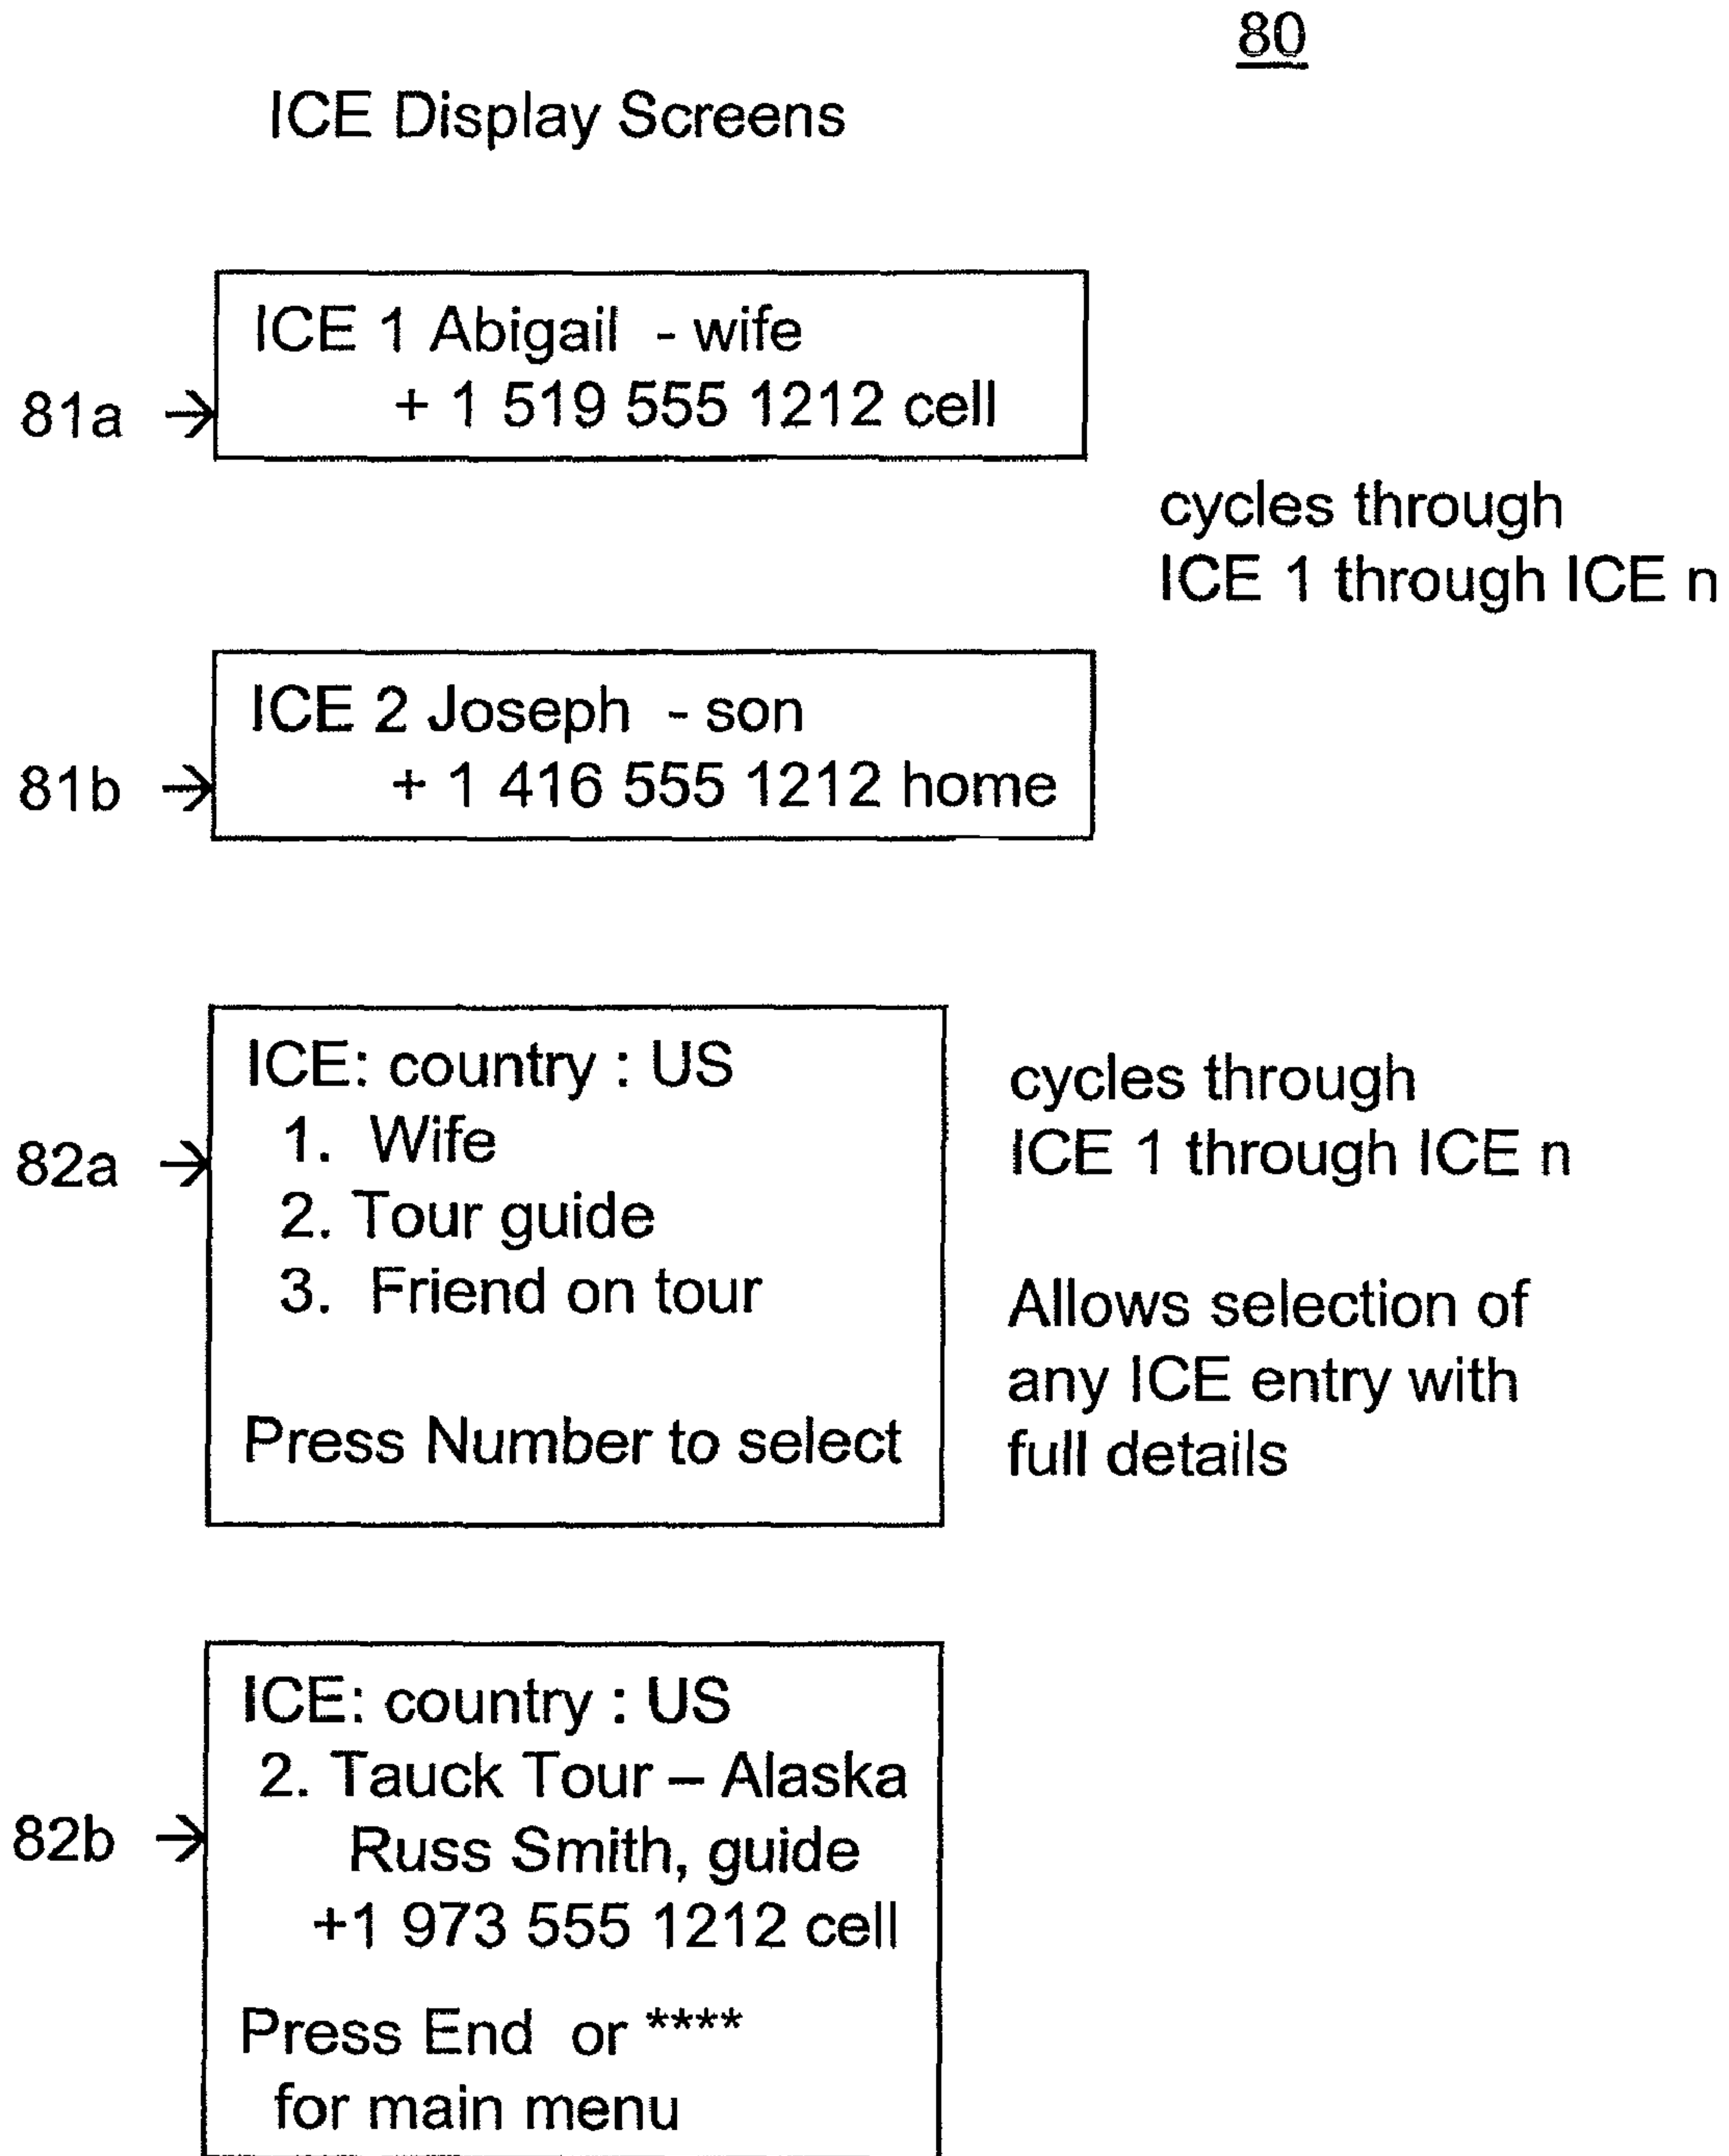 80
ICE Display Screens
ICE 1 Abigail - wife
81a → + 1 519 555 1212 cell
cycles through
ICE 1 through ICE n
ICE 2 Joseph - son
81b → + 1 416 555 1212 home
ICE: country : US
82a →
1. Wife
2. Tour guide
3. Friend on tour
Press Number to select
cycles through
ICE 1 through ICE n
Allows selection of
any ICE entry with
full details
ICE: country : US
2. Tauck Tour – Alaska
82b →
Russ Smith, guide
+1 973 555 1212 cell
Press End or ****
for main menu